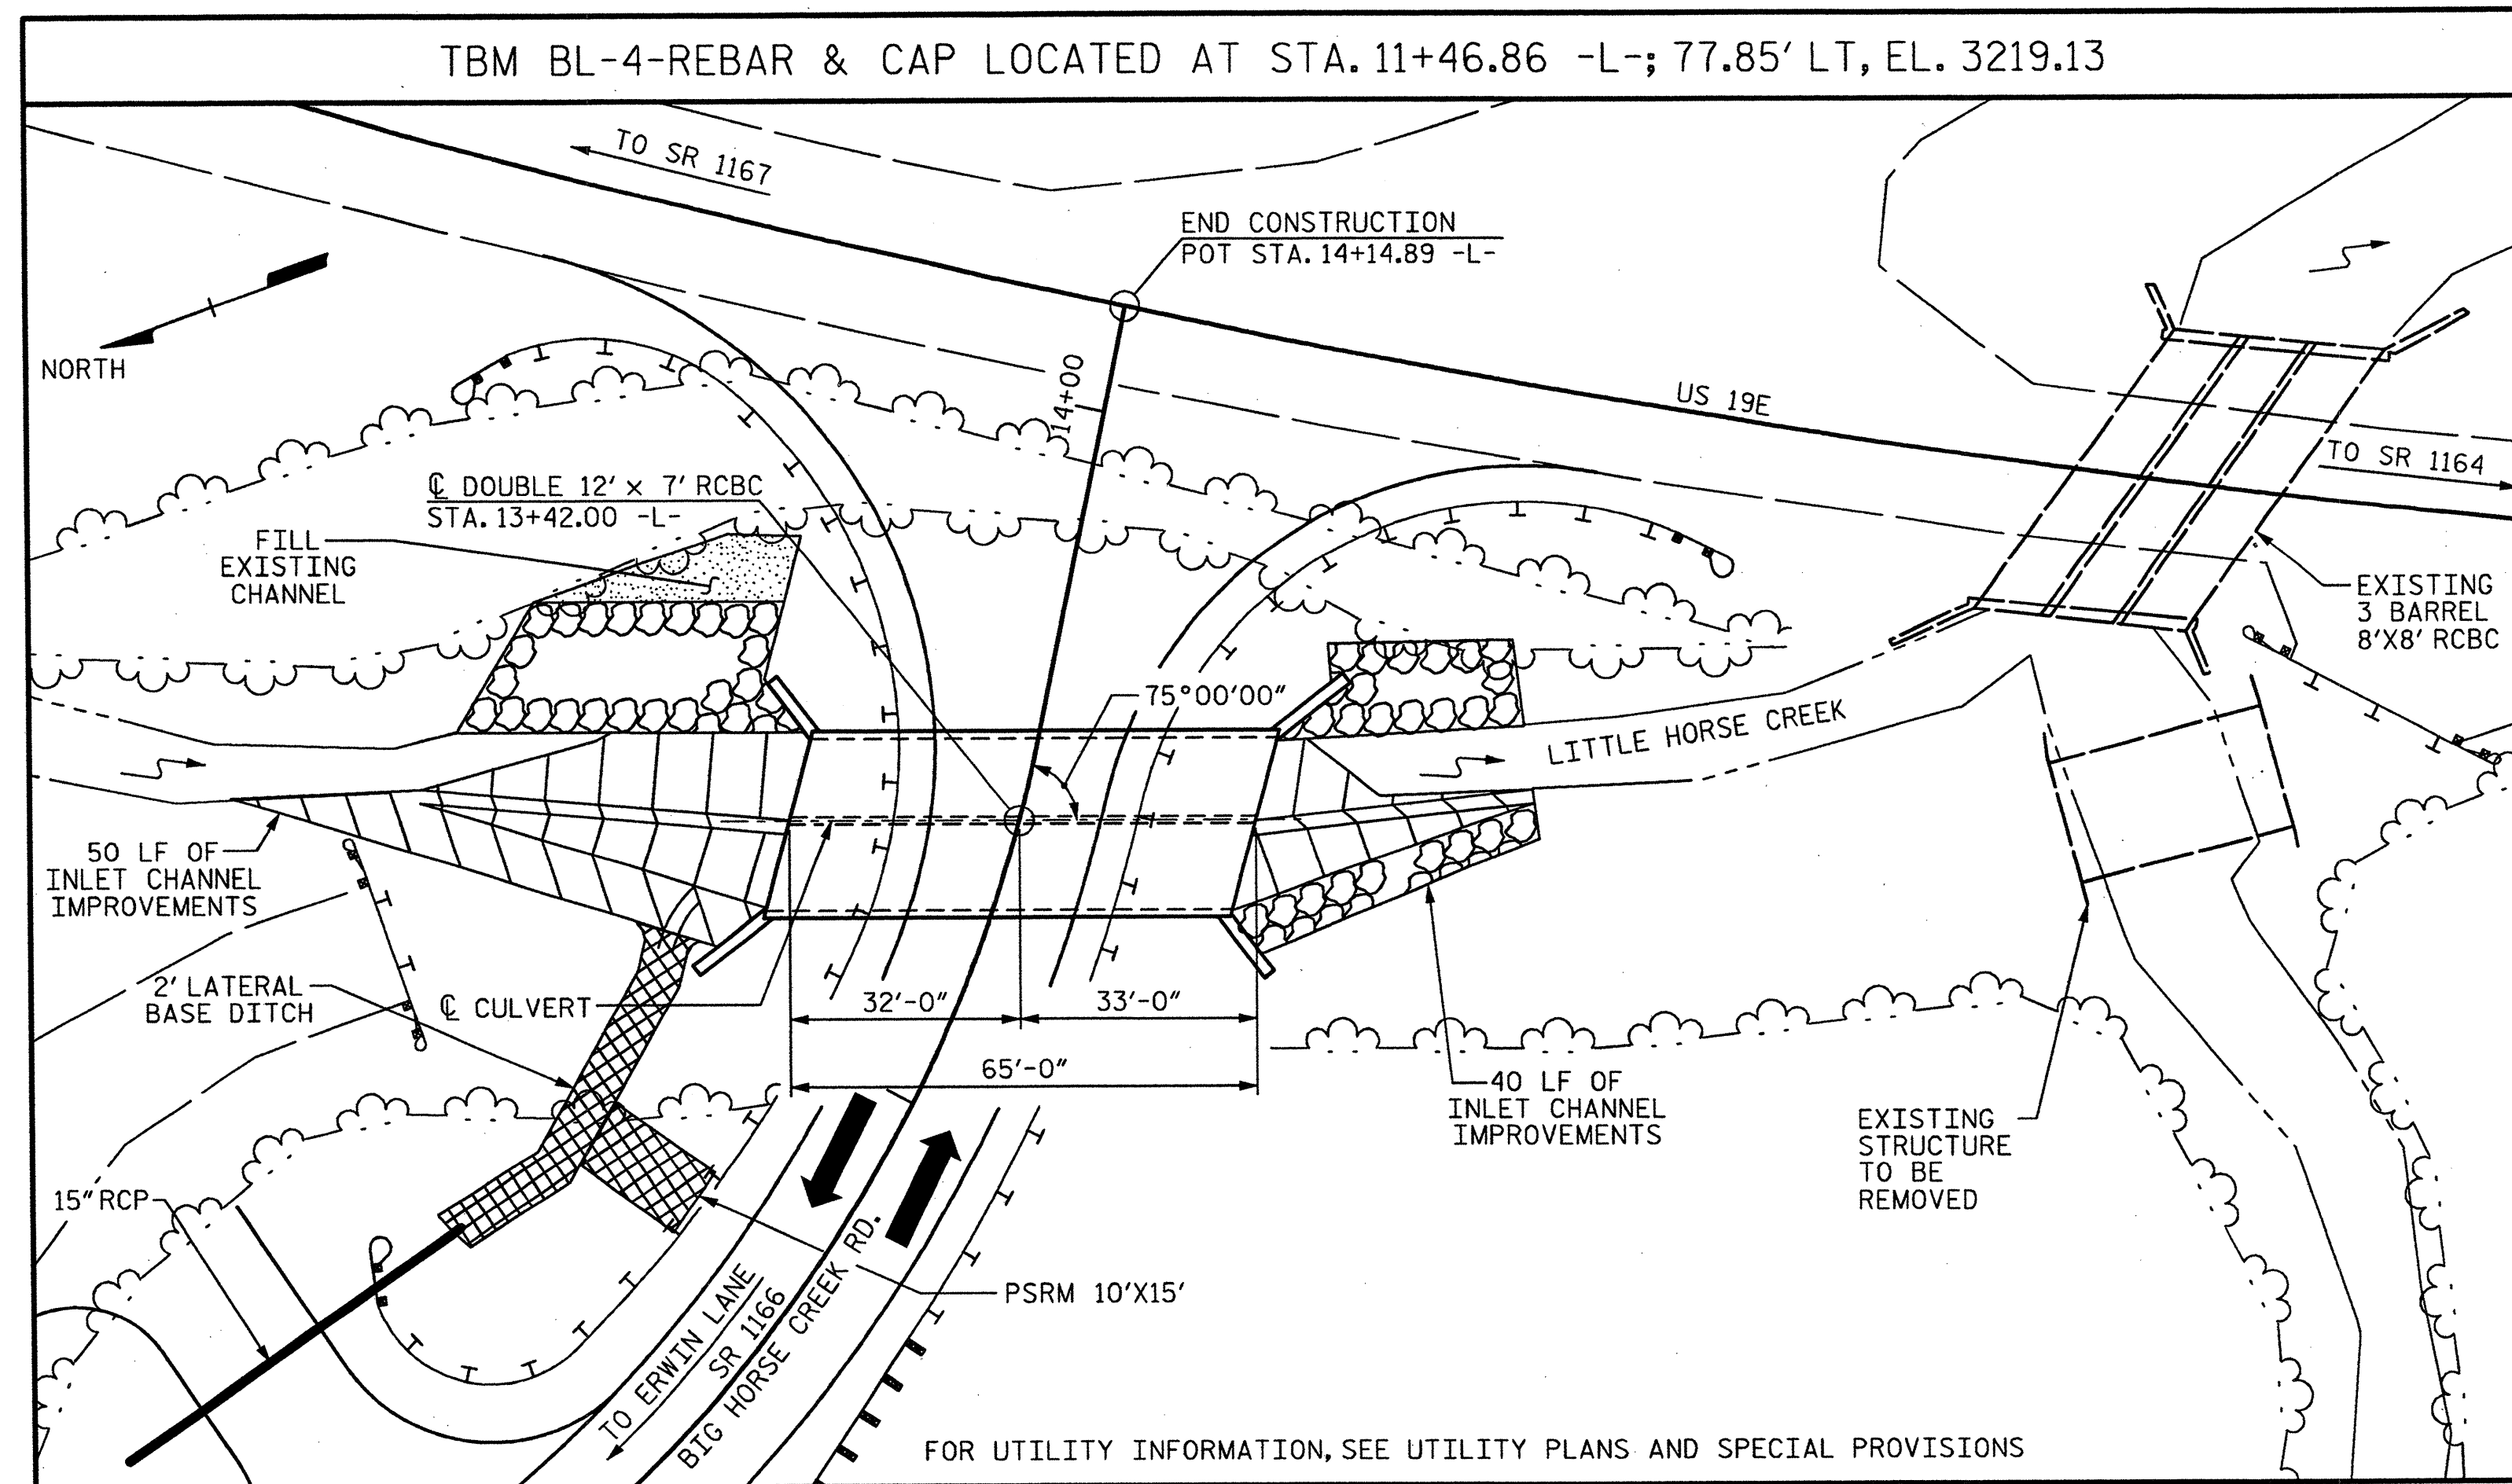 TBM BL-4-REBAR & CAP LOCATED AT STA. 11+46.86 -L-; 77.85' LT, EL. 3219.13
TO SR 1167
END CONSTRUCTION
POT STA. 14+14.89 -L-
NORTH
14+00
US 19E
TO SR 1164
℄ DOUBLE 12' x 7' RCBC
STA. 13+42.00 -L-
FILL
EXISTING
CHANNEL
EXISTING
3 BARREL
8'X8' RCBC
75°00'00"
LITTLE HORSE CREEK
50 LF OF
INLET CHANNEL
IMPROVEMENTS
2' LATERAL
BASE DITCH
℄ CULVERT
32'-0"
33'-0"
65'-0"
40 LF OF
INLET CHANNEL
IMPROVEMENTS
EXISTING
STRUCTURE
TO BE
REMOVED
15" RCP
PSRM 10'X15'
TO ERWIN LANE
SR 1166
BIG HORSE CREEK RD.
FOR UTILITY INFORMATION, SEE UTILITY PLANS AND SPECIAL PROVISIONS